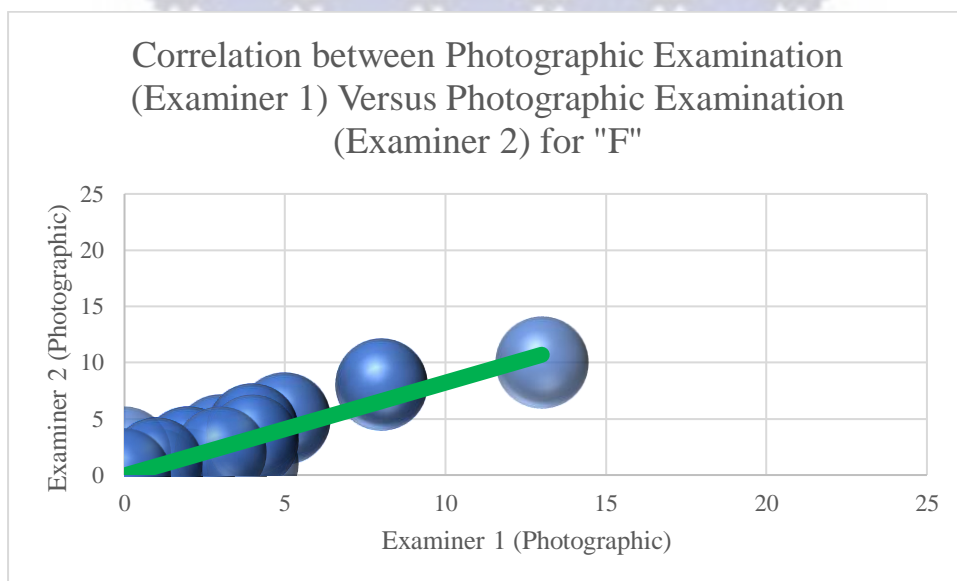 Correlation between Photographic Examination
(Examiner 1) Versus Photographic Examination
(Examiner 2) for "F"
Examiner 2 (Photographic)
25
20
15
10
5
0
0 5 10 15 20 25
Examiner 1 (Photographic)